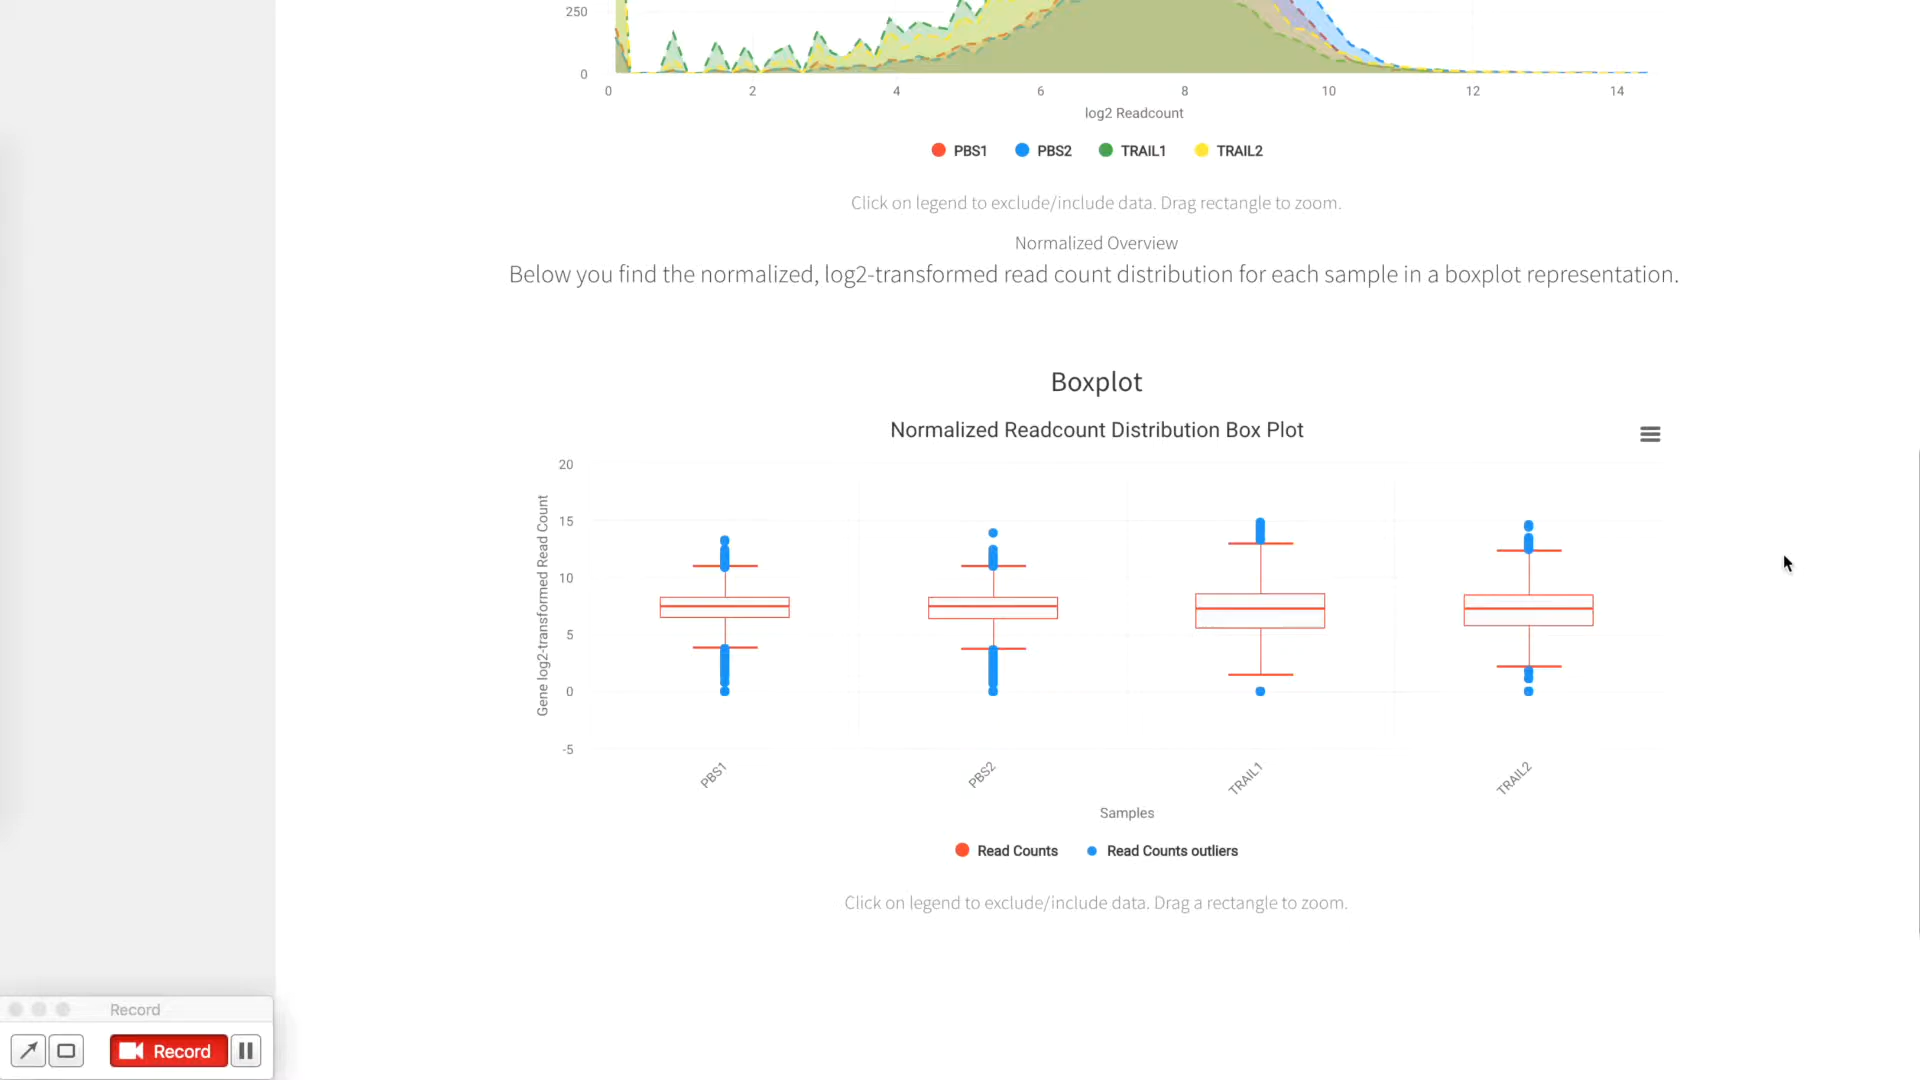 250
0
0 2 4 6 8 10 12 14
log2 Readcount
PBS1 PBS2 TRAIL1 TRAIL2
Click on legend to exclude/include data. Drag rectangle to zoom.
Normalized Overview
Below you find the normalized, log2-transformed read count distribution for each sample in a boxplot representation.
Boxplot
Normalized Readcount Distribution Box Plot
Gene log2-transformed Read Count
20
15
10
5
0
-5
PBS1 PBS2 TRAIL1 TRAIL2
Samples
Read Counts Read Counts outliers
Click on legend to exclude/include data. Drag a rectangle to zoom.
Record
Record